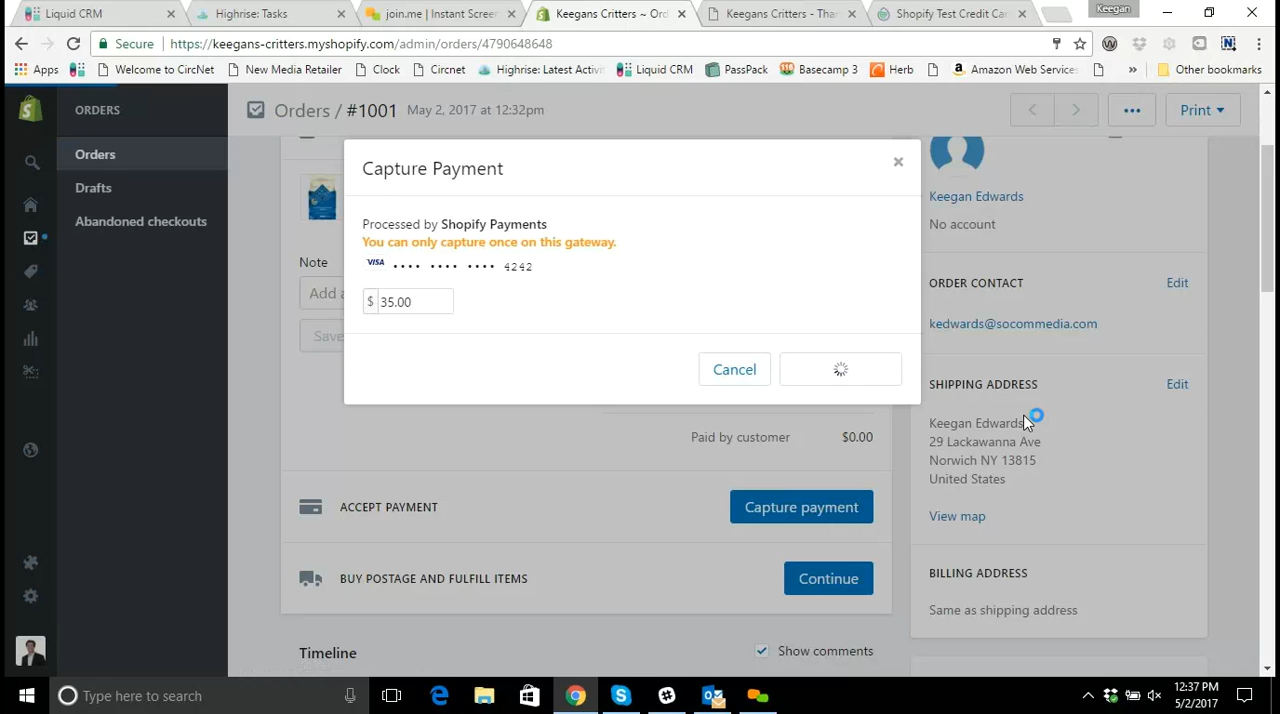 Liquid CRM
Highrise: Tasks
join.me | Instant Screen
Keegans Critters ~ Ord
Keegans Critters - Than
Shopify Test Credit Car
Keegan
Secure
https://keegans-critters.myshopify.com/admin/orders/4790648648
Apps
Welcome to CircNet
New Media Retailer
Clock
Circnet
Highrise: Latest Activi
Liquid CRM
PassPack
Basecamp 3
Herb
Amazon Web Services
»
Other bookmarks
ORDERS
Orders / #1001 May 2, 2017 at 12:32pm
Print
Orders
Drafts
Abandoned checkouts
Capture Payment
Processed by Shopify Payments
You can only capture once on this gateway.
VISA •••• •••• •••• 4242
$ 35.00
Cancel
Note
Add a
Save
Paid by customer $0.00
ACCEPT PAYMENT
Capture payment
BUY POSTAGE AND FULFILL ITEMS
Continue
Timeline
Show comments
Keegan Edwards
No account
ORDER CONTACT
Edit
kedwards@socommedia.com
SHIPPING ADDRESS
Edit
Keegan Edwards
29 Lackawanna Ave
Norwich NY 13815
United States
View map
BILLING ADDRESS
Same as shipping address
Type here to search
12:37 PM
5/2/2017